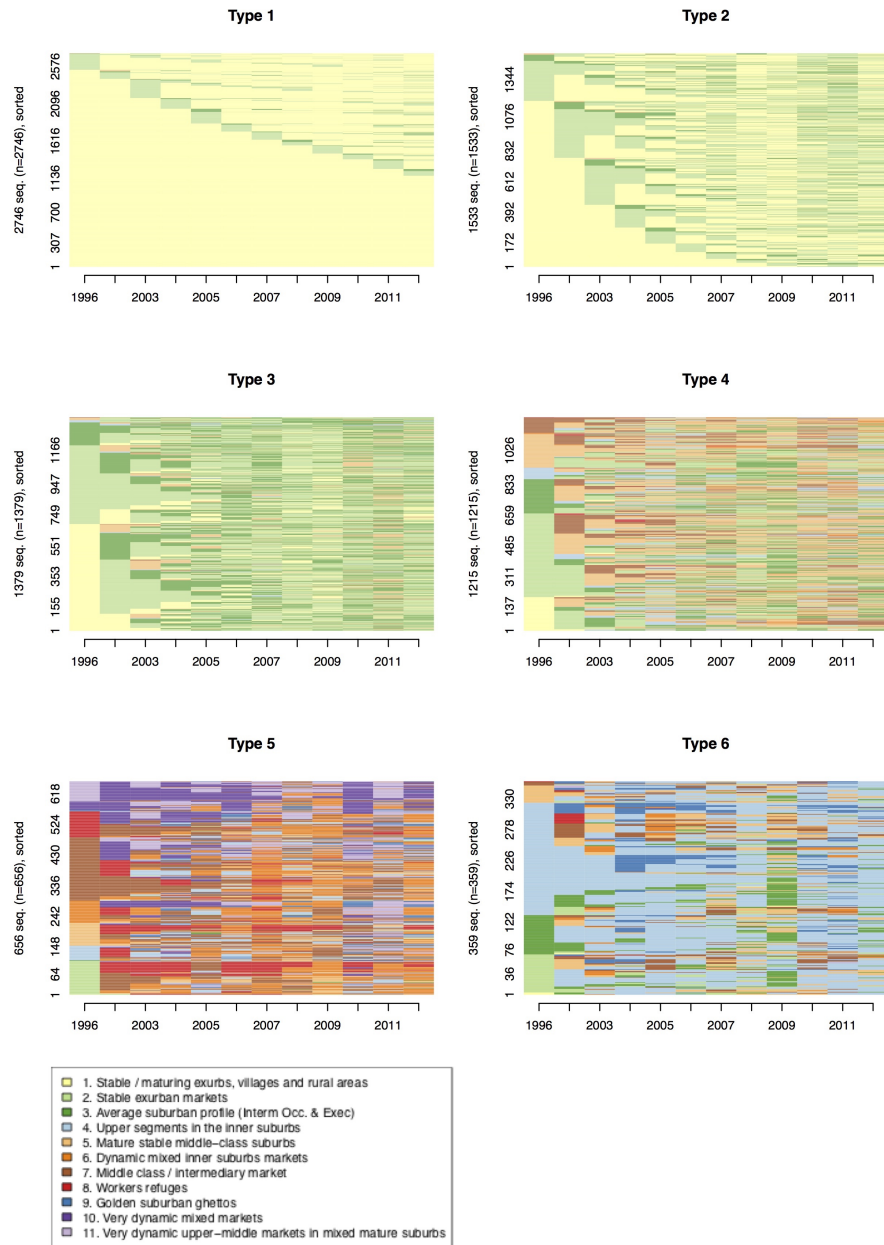 Type 1
2746 seq. (n=2746), sorted
1 307 700 1136 1616 2096 2576
1996 2003 2005 2007 2009 2011
Type 2
1533 seq. (n=1533), sorted
1 172 392 612 832 1076 1344
1996 2003 2005 2007 2009 2011
Type 3
1379 seq. (n=1379), sorted
1 155 353 551 749 947 1166
1996 2003 2005 2007 2009 2011
Type 4
1215 seq. (n=1215), sorted
1 137 311 485 659 833 1026
1996 2003 2005 2007 2009 2011
Type 5
656 seq. (n=656), sorted
1 64 148 242 336 430 524 618
1996 2003 2005 2007 2009 2011
Type 6
359 seq. (n=359), sorted
1 36 76 122 174 226 278 330
1996 2003 2005 2007 2009 2011
1. Stable / maturing exurbs, villages and rural areas
2. Stable exurban markets
3. Average suburban profile (Interm Occ. & Exec)
4. Upper segments in the inner suburbs
5. Mature stable middle-class suburbs
6. Dynamic mixed inner suburbs markets
7. Middle class / intermediary market
8. Workers refuges
9. Golden suburban ghettos
10. Very dynamic mixed markets
11. Very dynamic upper-middle markets in mixed mature suburbs